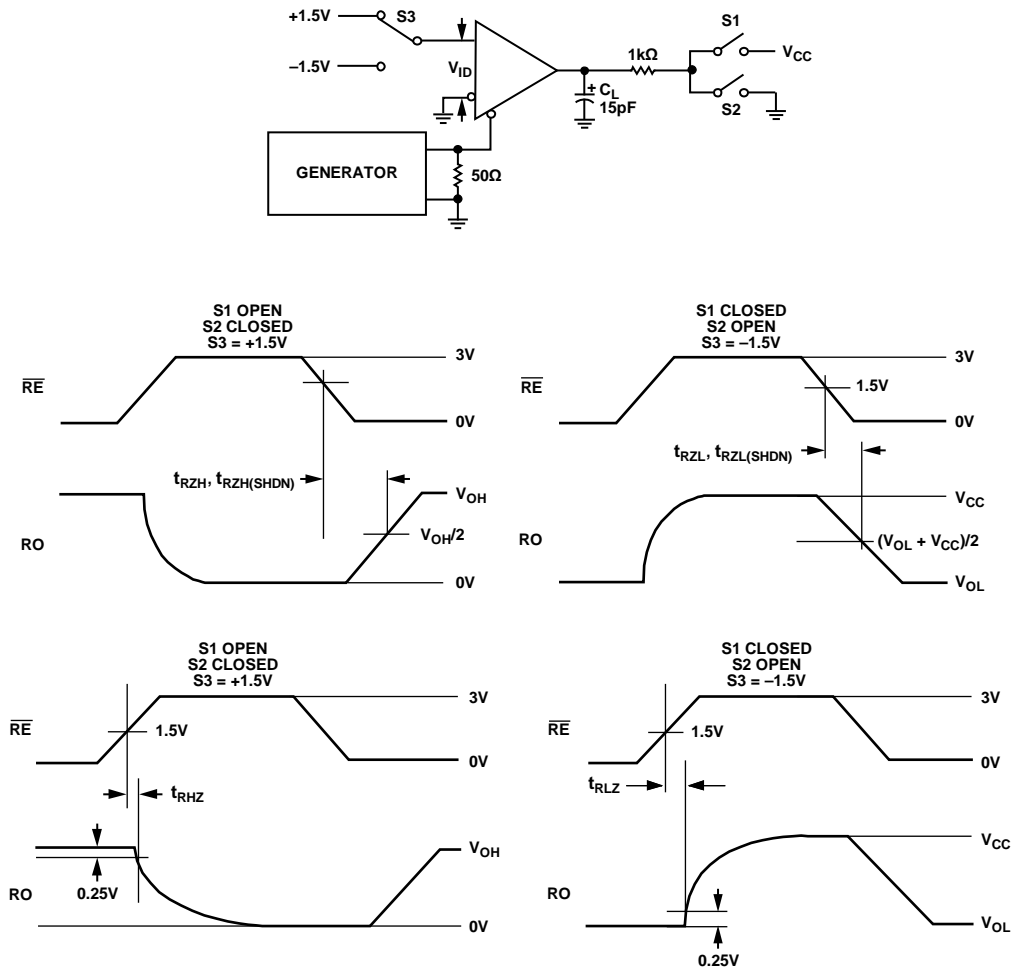 +1.5V
S3
–1.5V
V_ID
+
C_L
15pF
1kΩ
S1
V_CC
S2
GENERATOR
50Ω
S1 OPEN
S2 CLOSED
S3 = +1.5V
3V
R̅E̅
0V
t_RZH, t_RZH(SHDN)
V_OH
RO
V_OH/2
0V
S1 CLOSED
S2 OPEN
S3 = –1.5V
3V
R̅E̅
1.5V
0V
t_RZL, t_RZL(SHDN)
V_CC
RO
(V_OL + V_CC)/2
V_OL
S1 OPEN
S2 CLOSED
S3 = +1.5V
3V
R̅E̅
1.5V
0V
t_RHZ
V_OH
RO
0.25V
0V
S1 CLOSED
S2 OPEN
S3 = –1.5V
3V
R̅E̅
1.5V
0V
t_RLZ
V_CC
RO
V_OL
0.25V